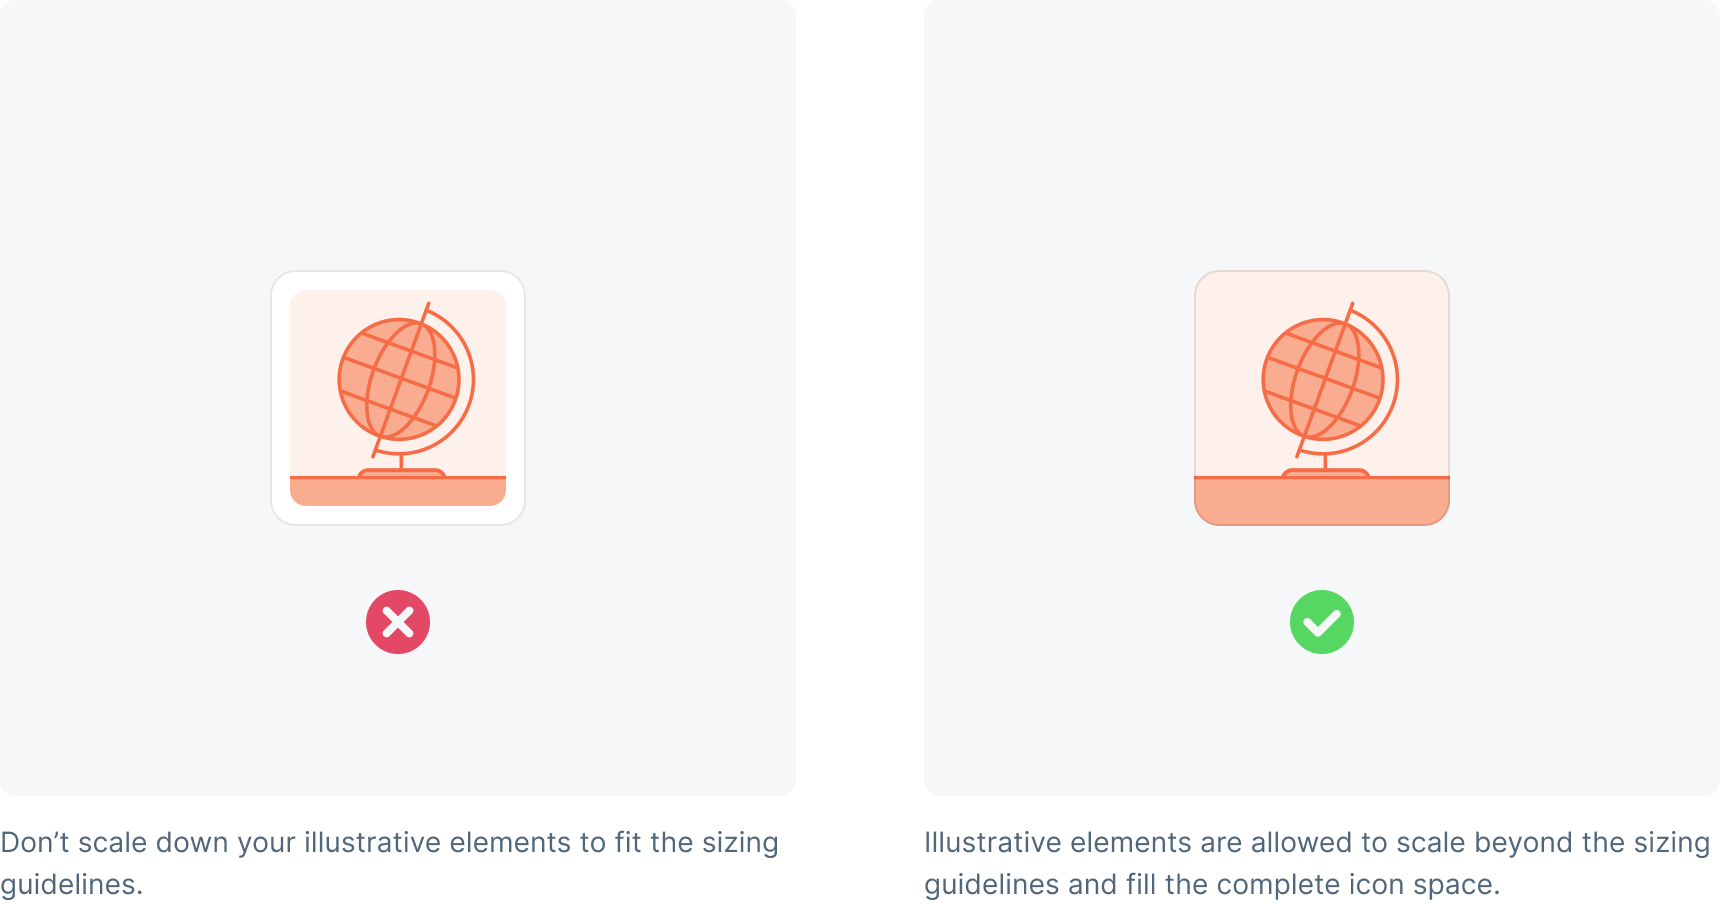 Don’t scale down your illustrative elements to fit the sizing
guidelines.
Illustrative elements are allowed to scale beyond the sizing
guidelines and fill the complete icon space.